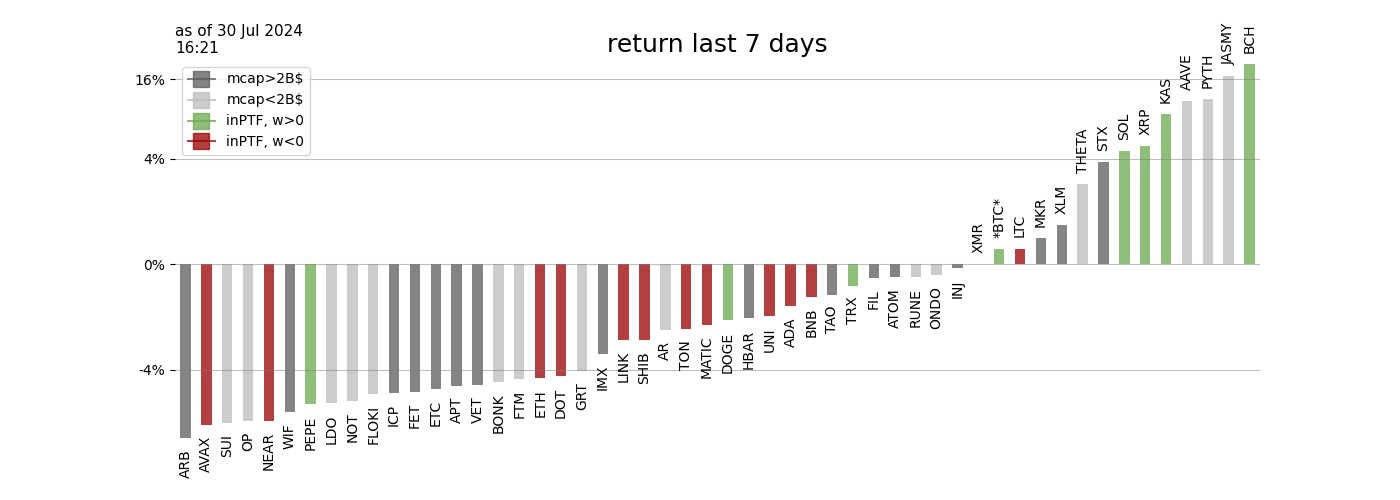 as of 30 Jul 2024
16:21
return last 7 days
mcap>2B$
mcap<2B$
inPTF, w>0
inPTF, w<0
16%
4%
0%
-4%
ARB
AVAX
SUI
OP
NEAR
WIF
PEPE
LDO
NOT
FLOKI
ICP
FET
ETC
APT
VET
BONK
FTM
ETH
DOT
GRT
IMX
LINK
SHIB
AR
TON
MATIC
DOGE
HBAR
UNI
ADA
BNB
TAO
TRX
FIL
ATOM
RUNE
ONDO
INJ
XMR
*BTC*
LTC
MKR
XLM
THETA
STX
SOL
XRP
KAS
AAVE
PYTH
JASMY
BCH